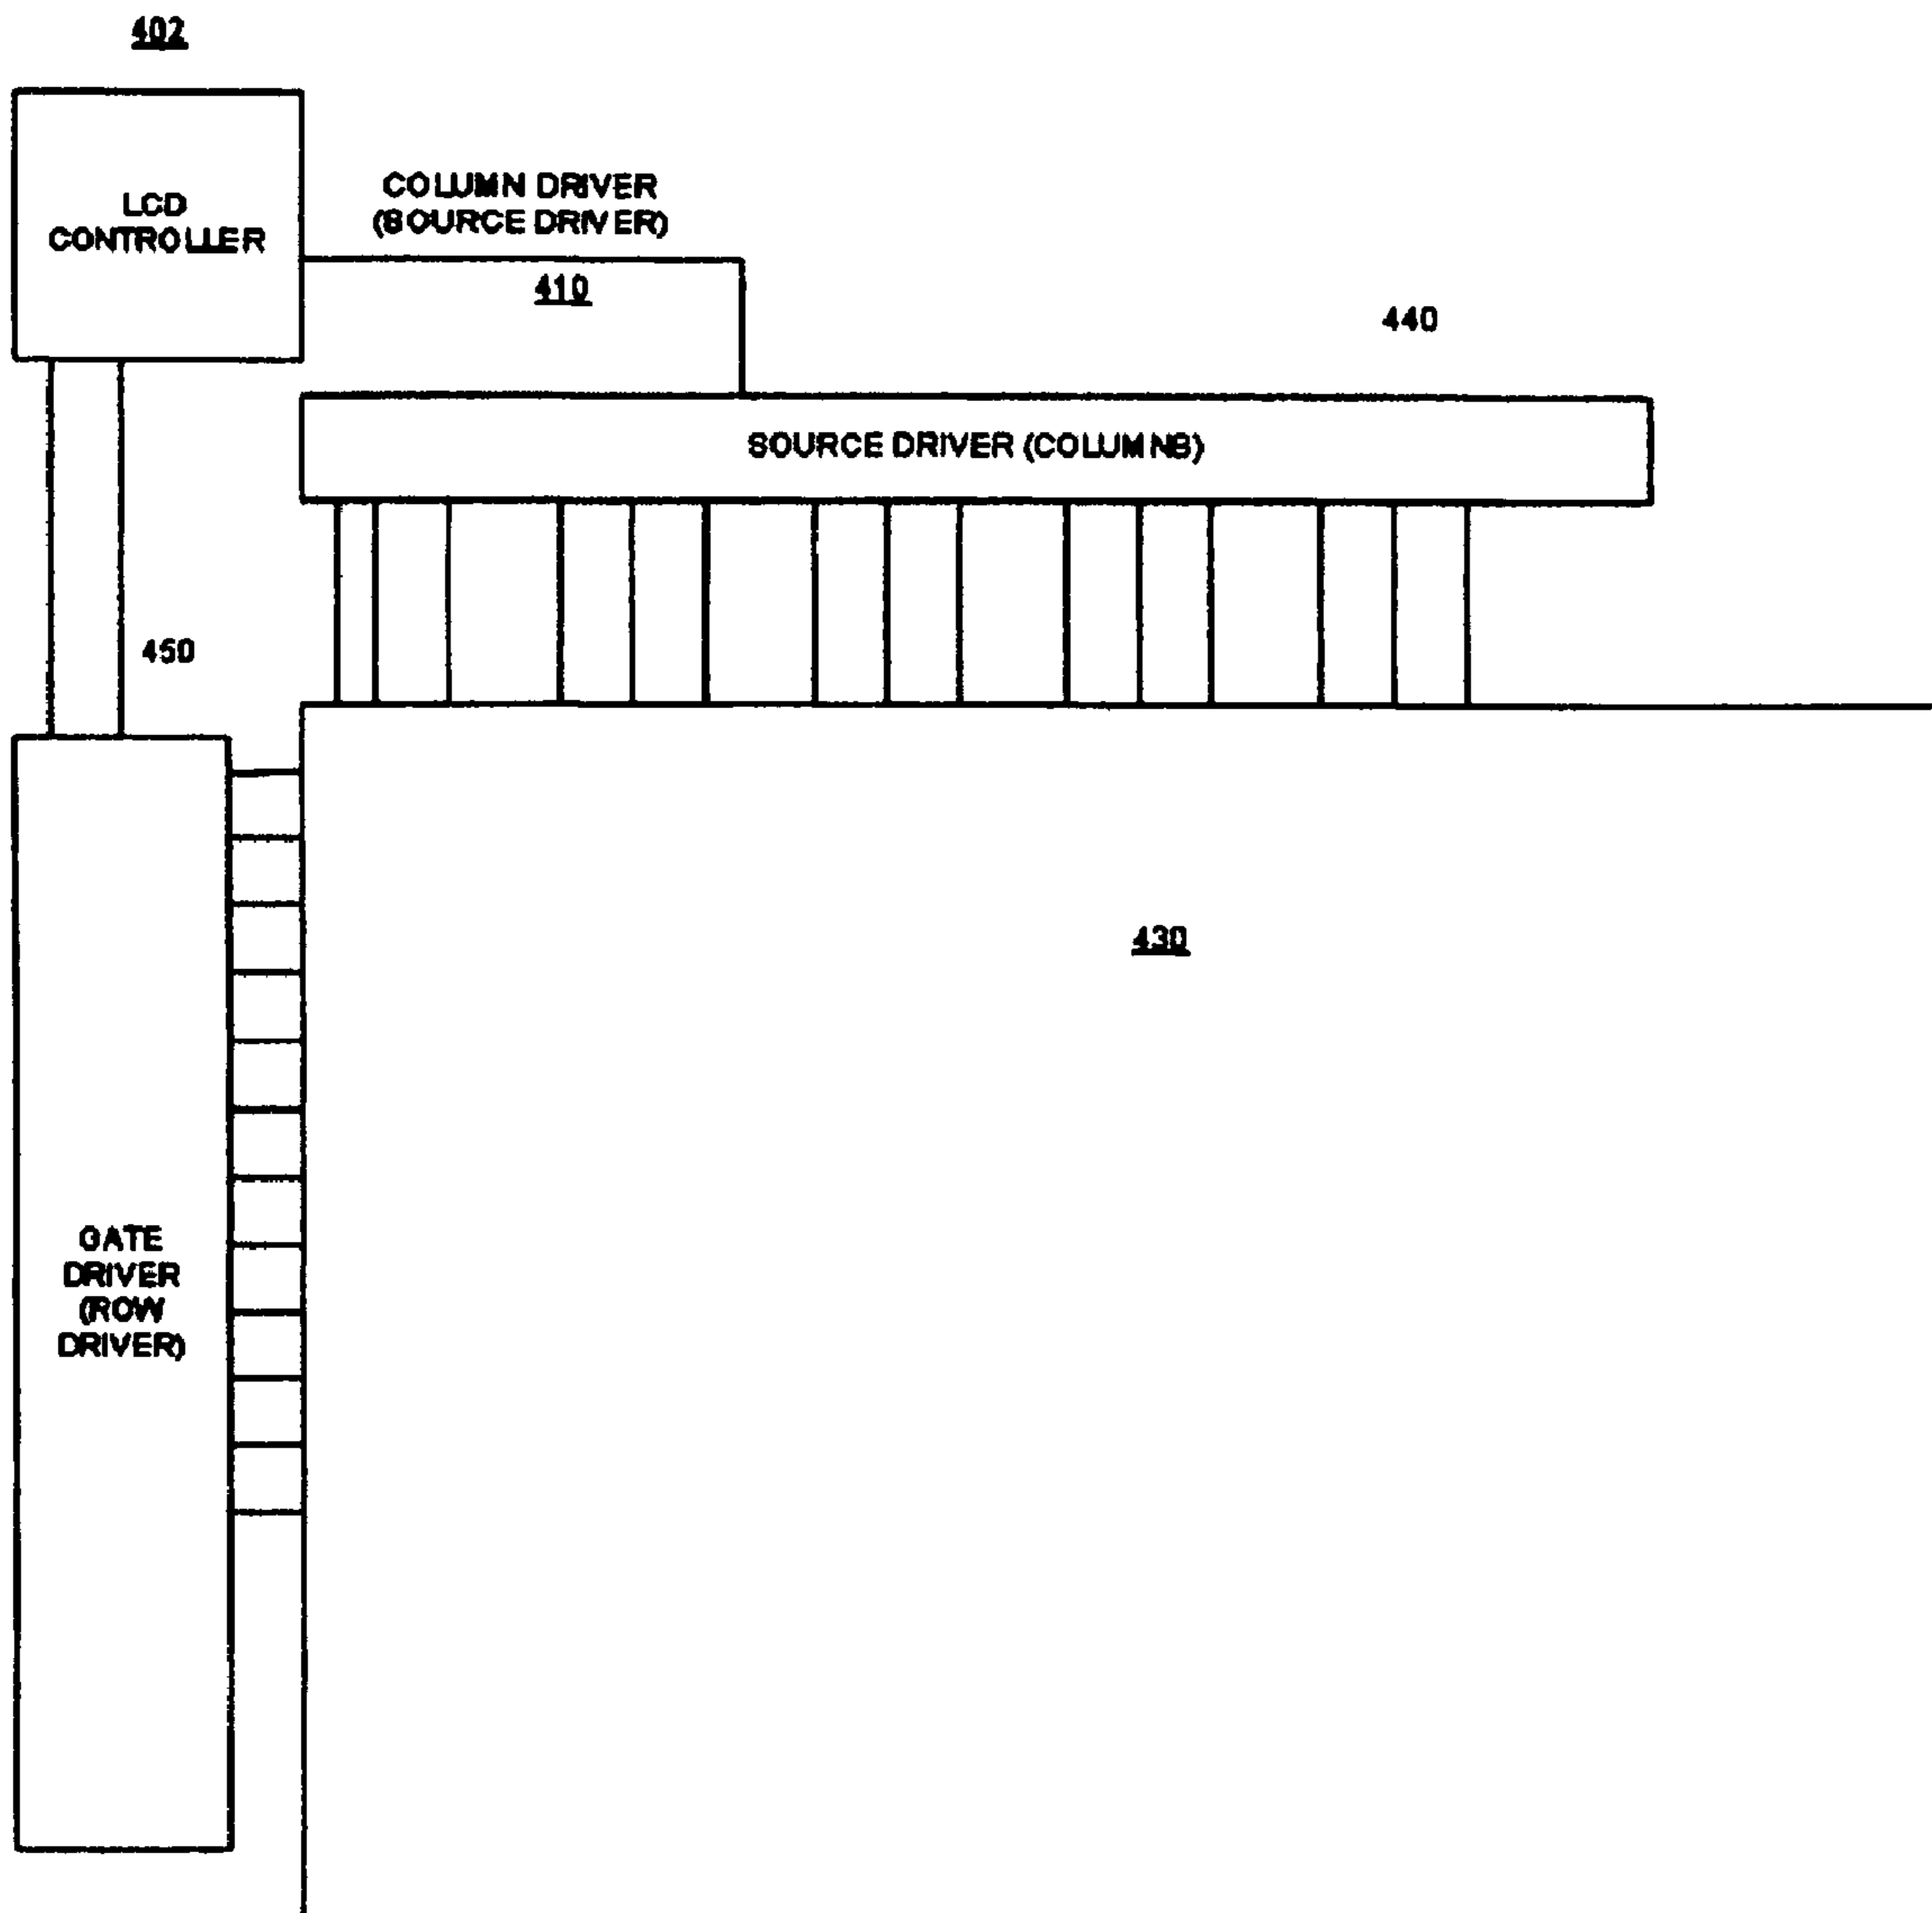 402
LCD
CONTROLLER
COLUMN DRIVER
(SOURCE DRIVER)
410
440
SOURCE DRIVER (COLUMNS)
450
430
GATE
DRIVER
(ROW
DRIVER)